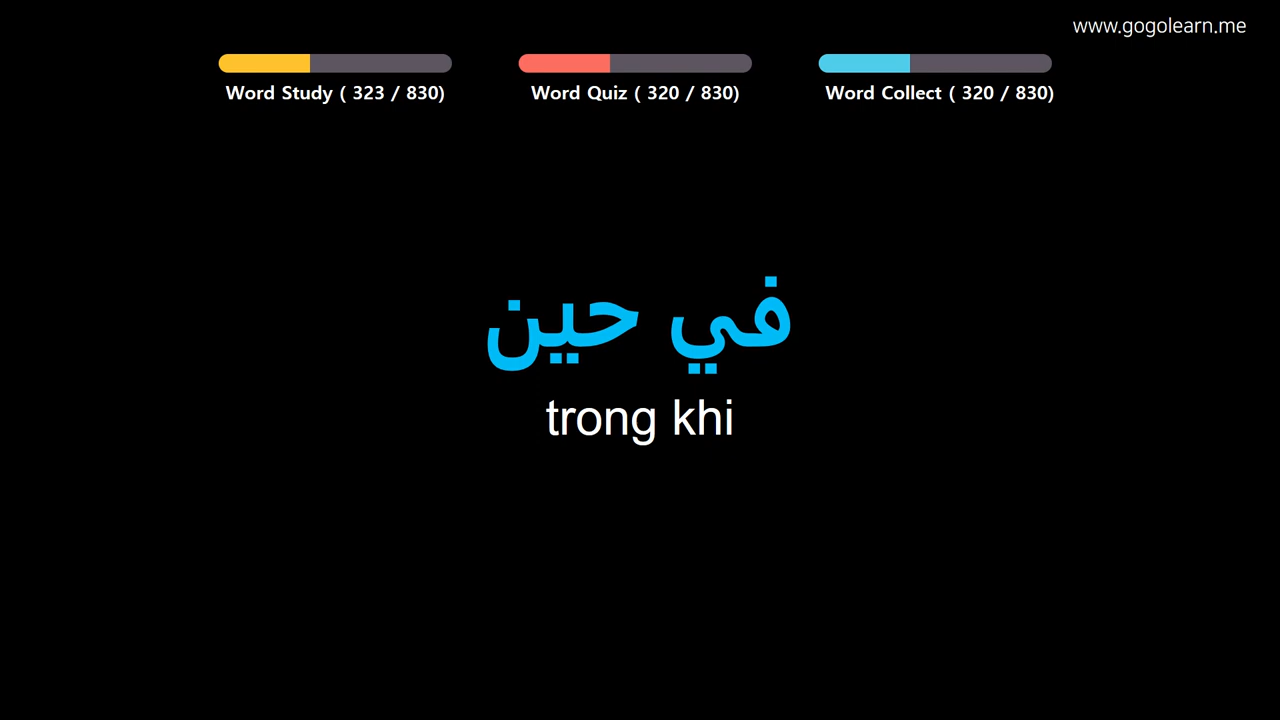 www.gogolearn.me
Word Study ( 323 / 830)
Word Quiz ( 320 / 830)
Word Collect ( 320 / 830)
في حين
trong khi